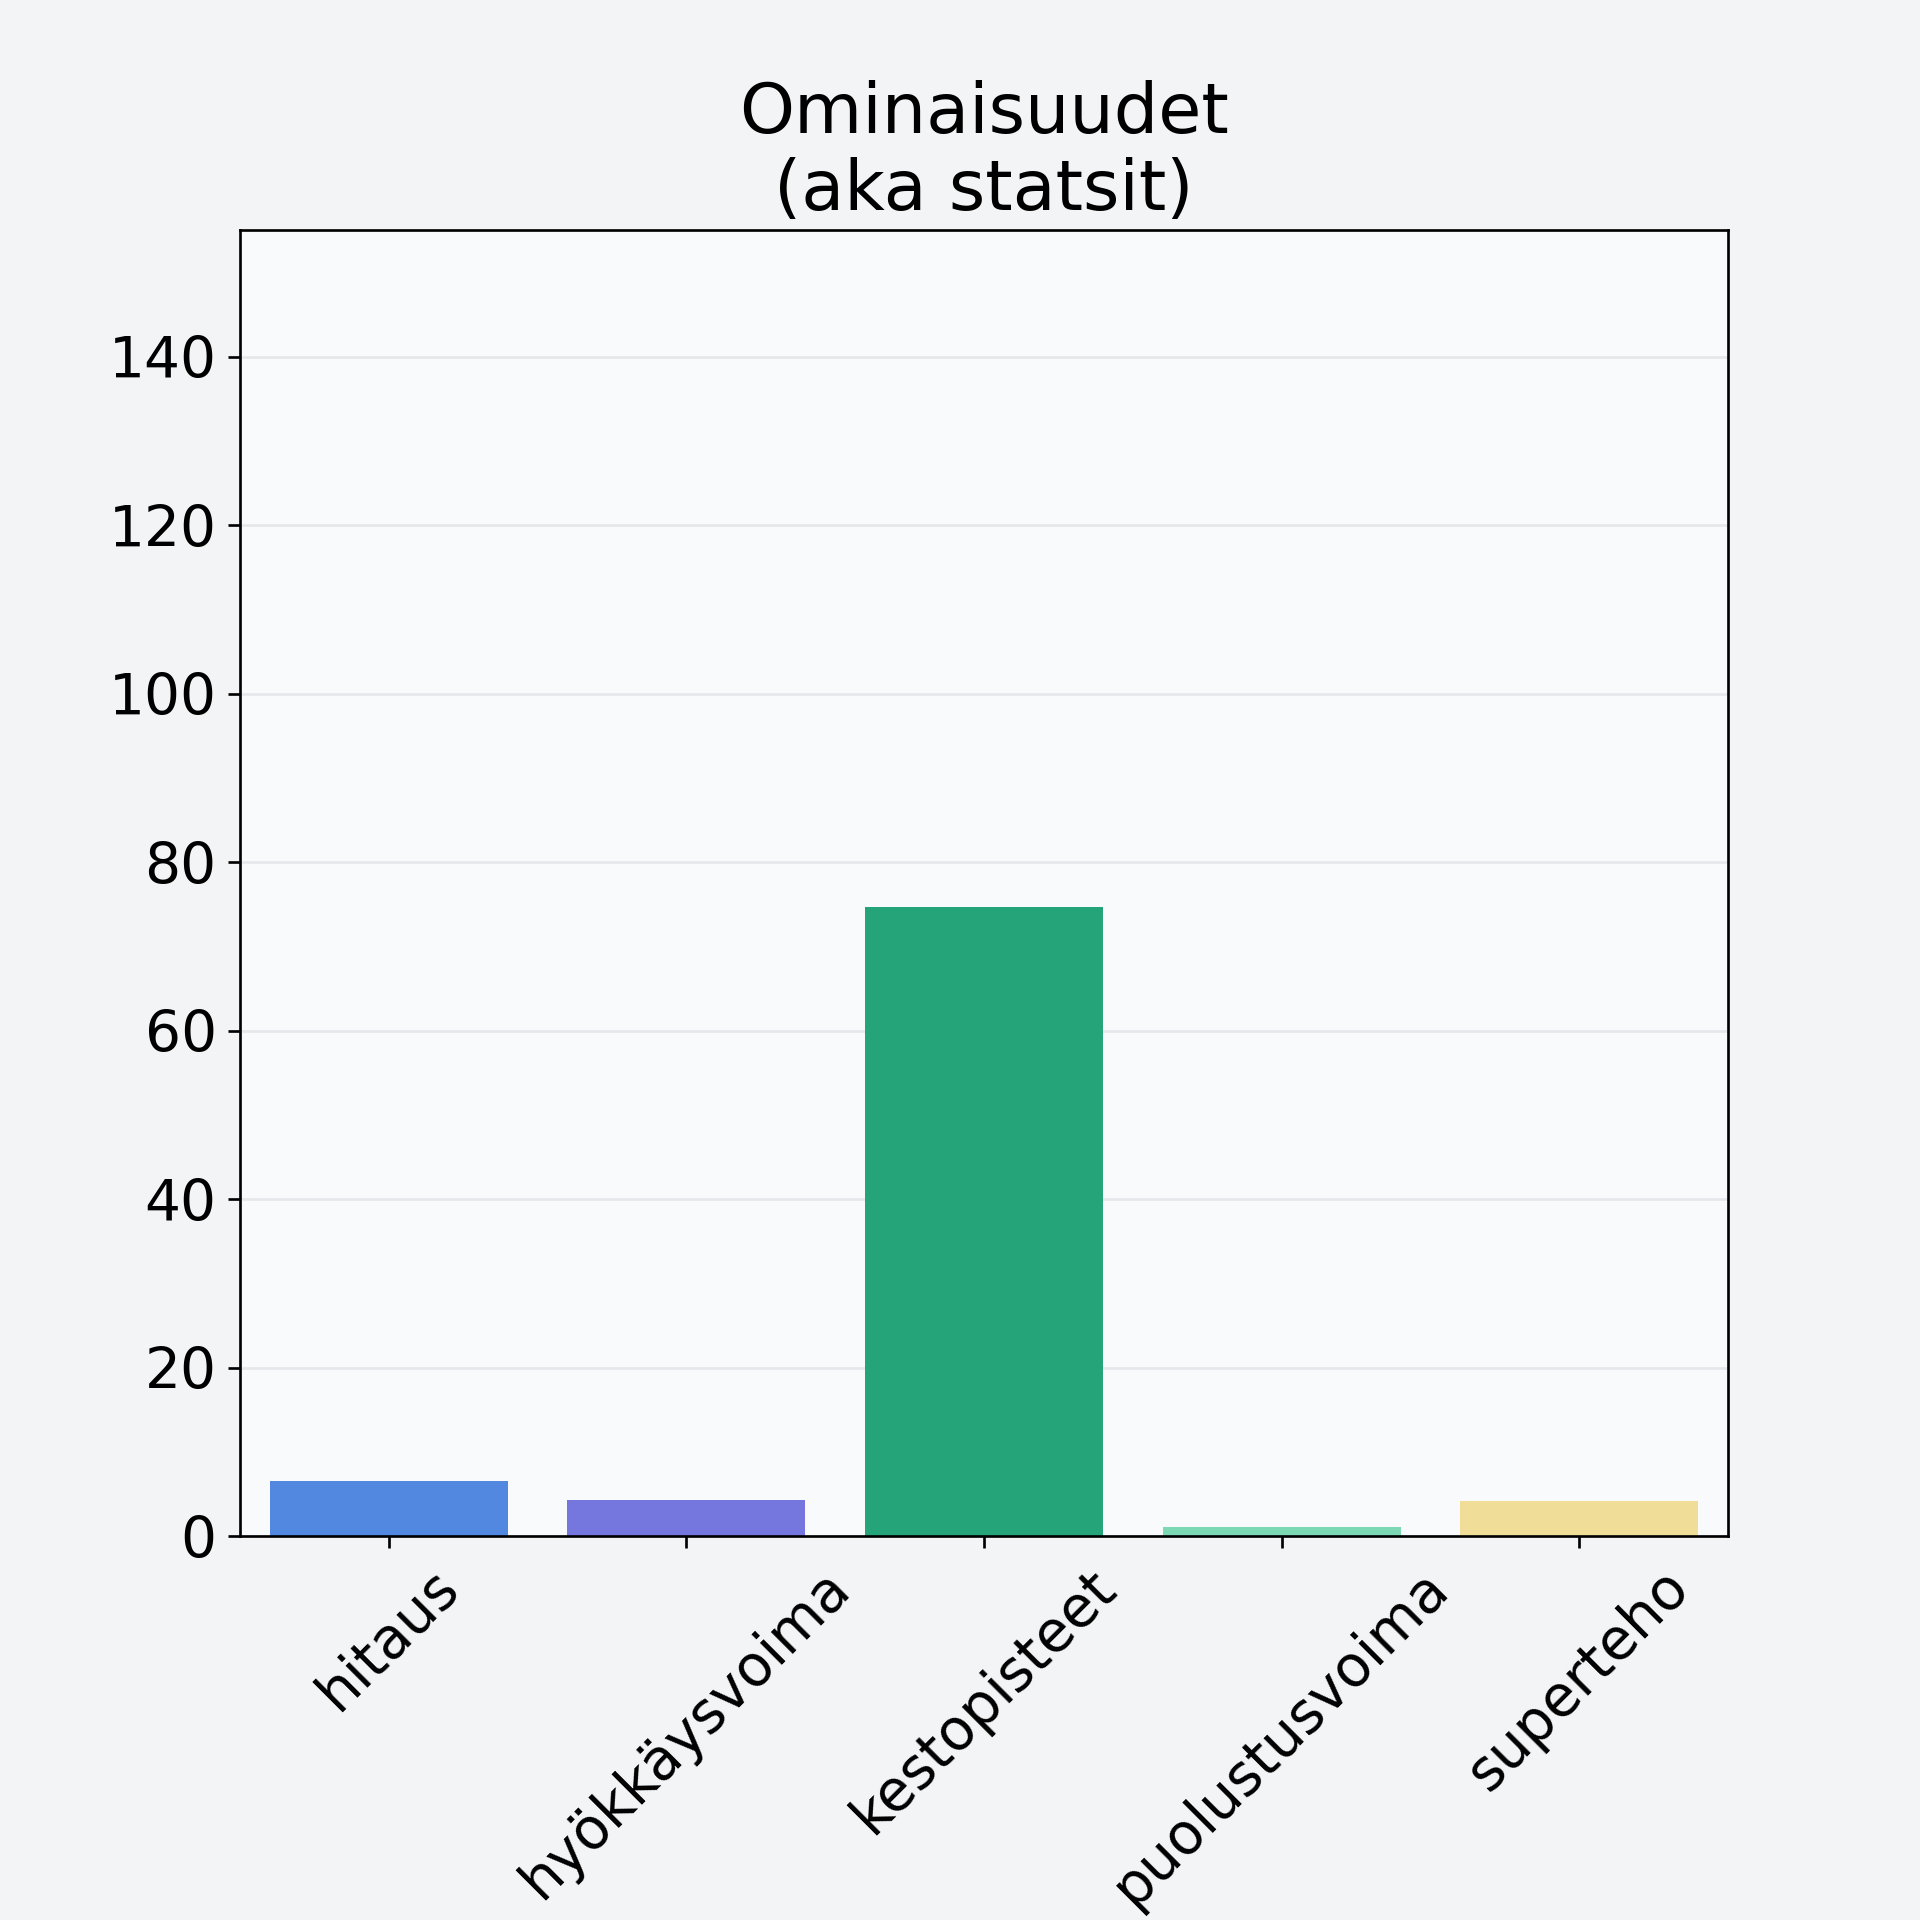 Ominaisuudet
(aka statsit)
140
120
100
80
60
40
20
0
hitaus
hyökkäysvoima
kestopisteet
puolustusvoima
superteho